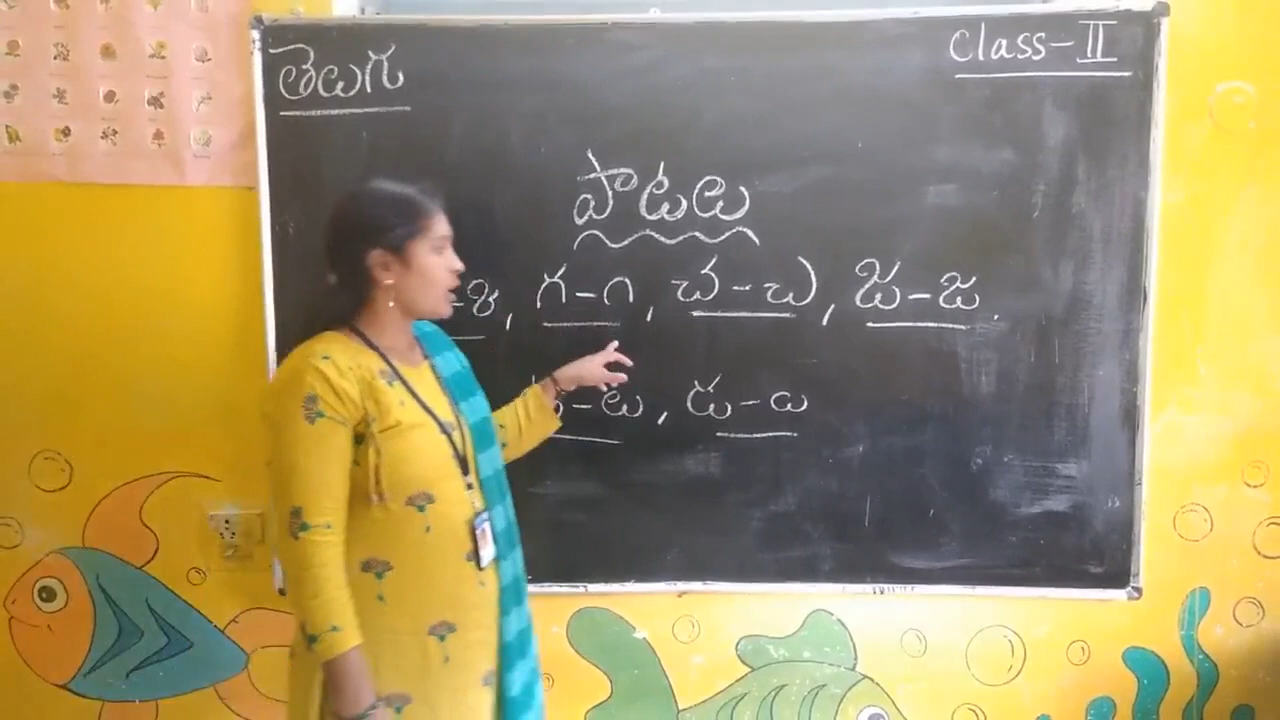 తెలుగు
Class-II
పాటలు
, గ-్గ, చ-్చ, జ-్జ.
-్ట, డ-్డ